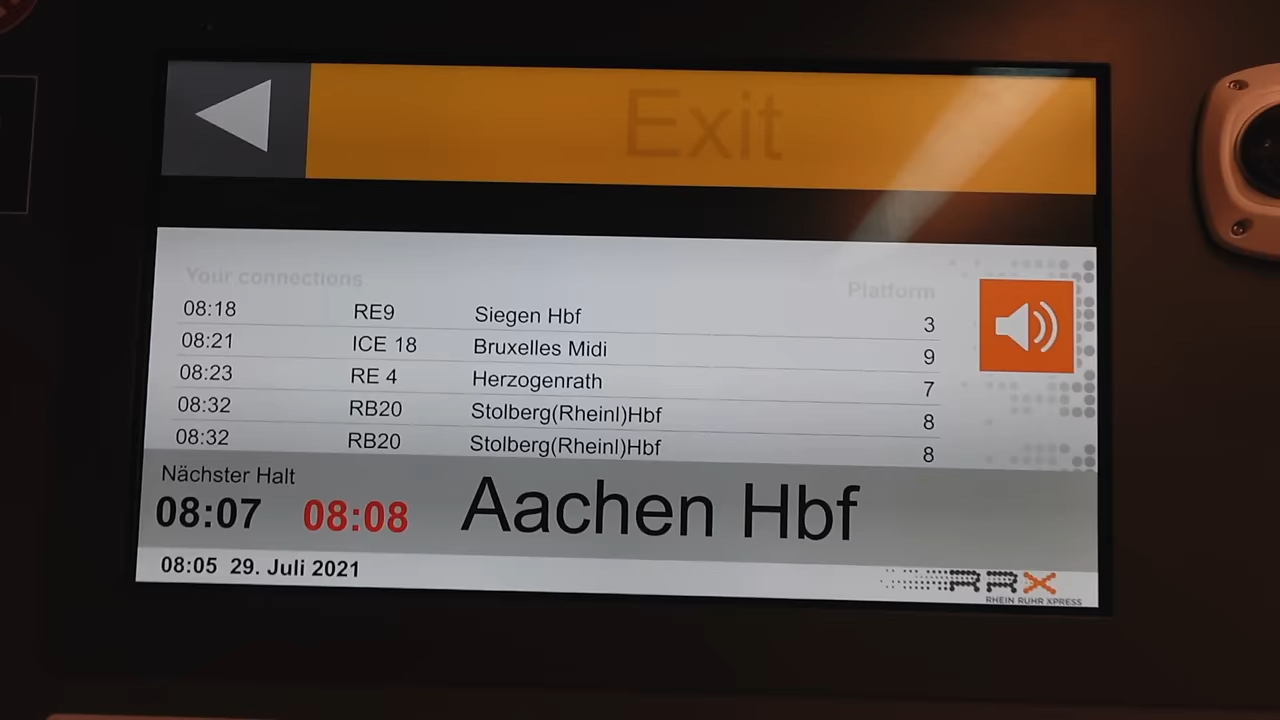 Exit
Your connections Platform
08:18 RE9 Siegen Hbf 3
08:21 ICE 18 Bruxelles Midi 9
08:23 RE 4 Herzogenrath 7
08:32 RB20 Stolberg(Rheinl)Hbf 8
08:32 RB20 Stolberg(Rheinl)Hbf 8
Nächster Halt
08:07 08:08 Aachen Hbf
08:05 29. Juli 2021
RRX
RHEIN RUHR XPRESS